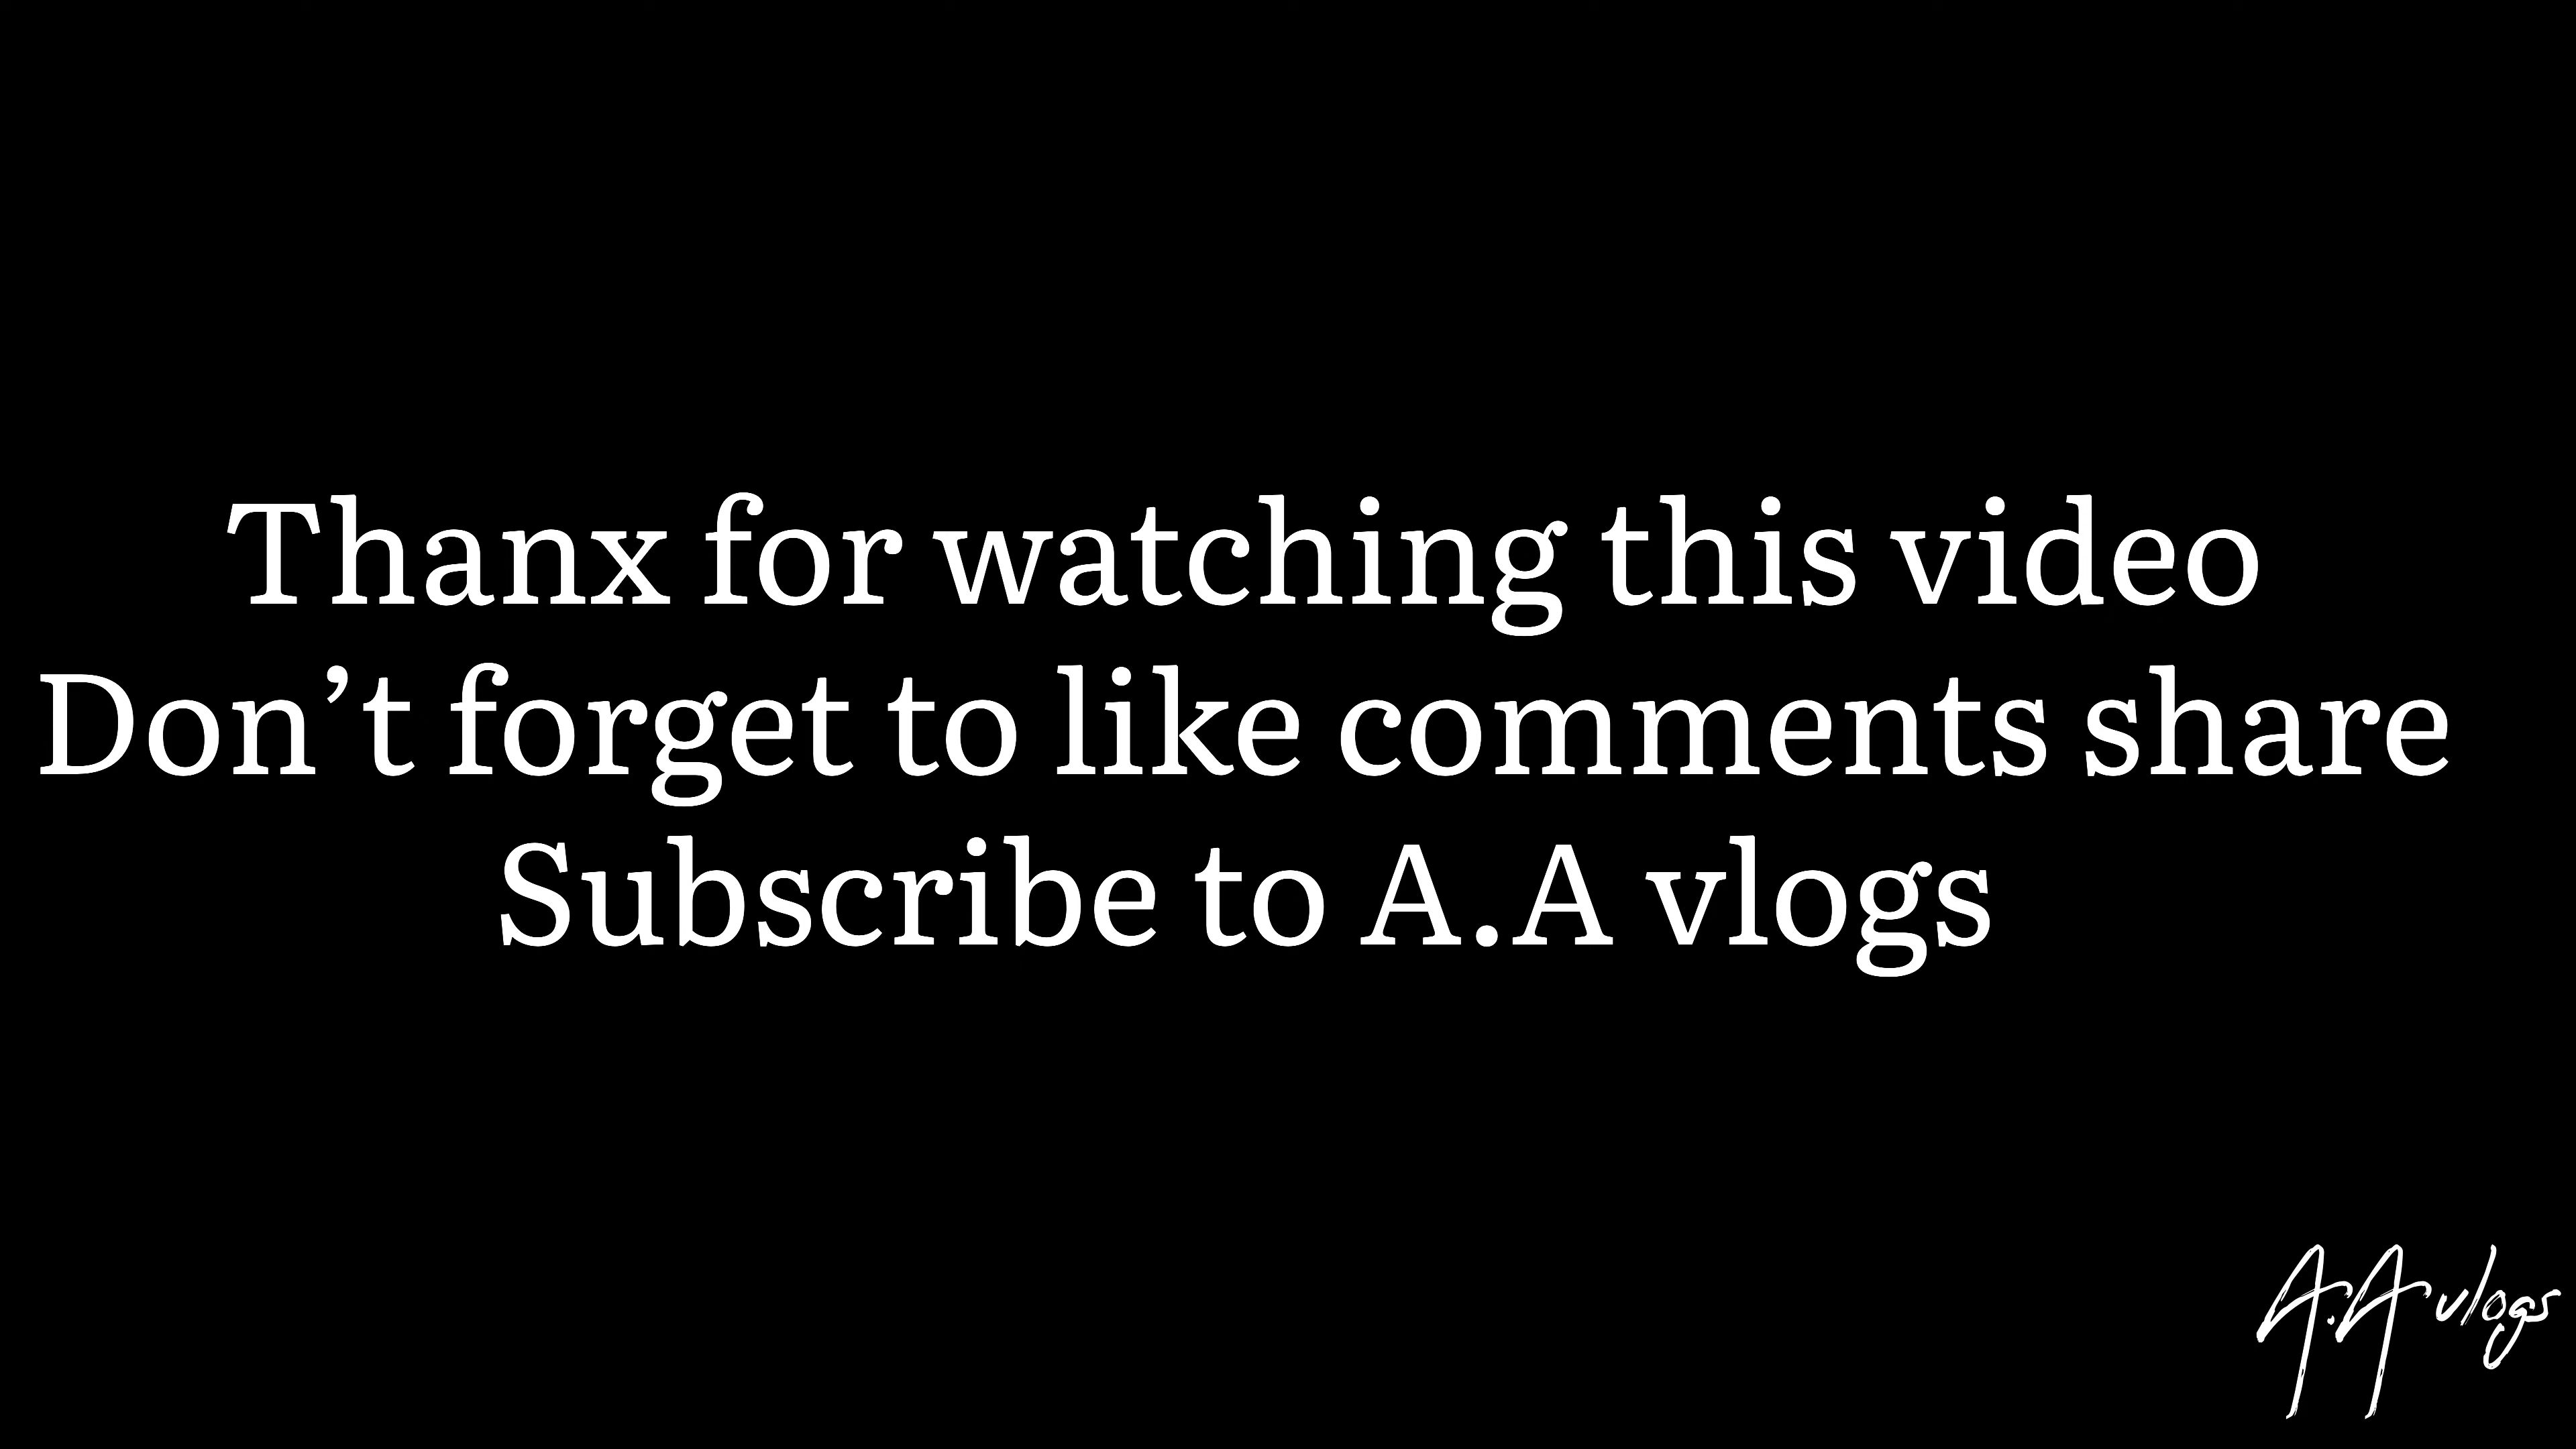 Thanx for watching this video
Don’t forget to like comments share
Subscribe to A.A vlogs
A.A vlogs